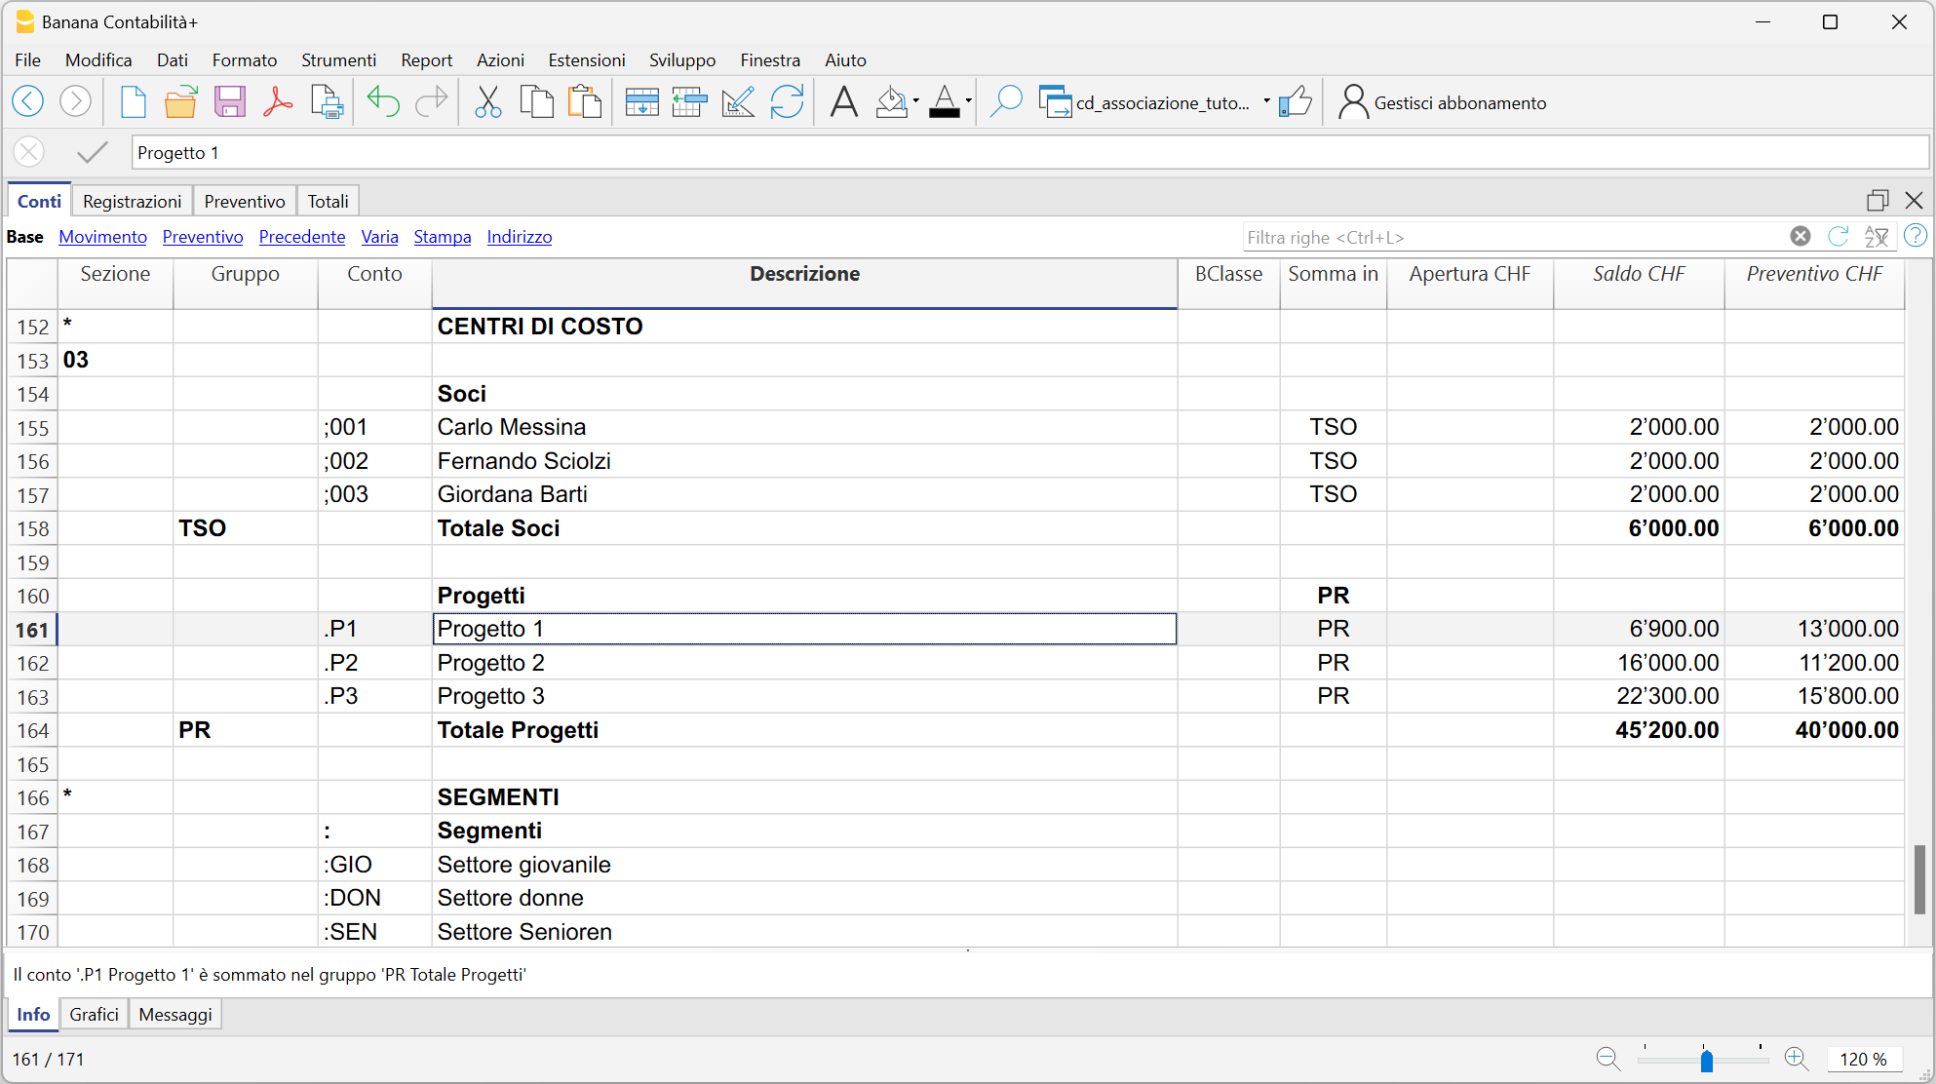 Banana Contabilità+
File Modifica Dati Formato Strumenti Report Azioni Estensioni Sviluppo Finestra Aiuto
cd_associazione_tuto... Gestisci abbonamento
Progetto 1
Conti Registrazioni Preventivo Totali
Base Movimento Preventivo Precedente Varia Stampa Indirizzo Filtra righe <Ctrl+L>
Sezione Gruppo Conto Descrizione BClasse Somma in Apertura CHF Saldo CHF Preventivo CHF
152 * CENTRI DI COSTO
153 03
154 Soci
155 ;001 Carlo Messina TSO 2’000.00 2’000.00
156 ;002 Fernando Sciolzi TSO 2’000.00 2’000.00
157 ;003 Giordana Barti TSO 2’000.00 2’000.00
158 TSO Totale Soci 6’000.00 6’000.00
159
160 Progetti PR
161 .P1 Progetto 1 PR 6’900.00 13’000.00
162 .P2 Progetto 2 PR 16’000.00 11’200.00
163 .P3 Progetto 3 PR 22’300.00 15’800.00
164 PR Totale Progetti 45’200.00 40’000.00
165
166 * SEGMENTI
167 : Segmenti
168 :GIO Settore giovanile
169 :DON Settore donne
170 :SEN Settore Senioren
Il conto '.P1 Progetto 1' è sommato nel gruppo 'PR Totale Progetti'
Info Grafici Messaggi
161 / 171 120 %